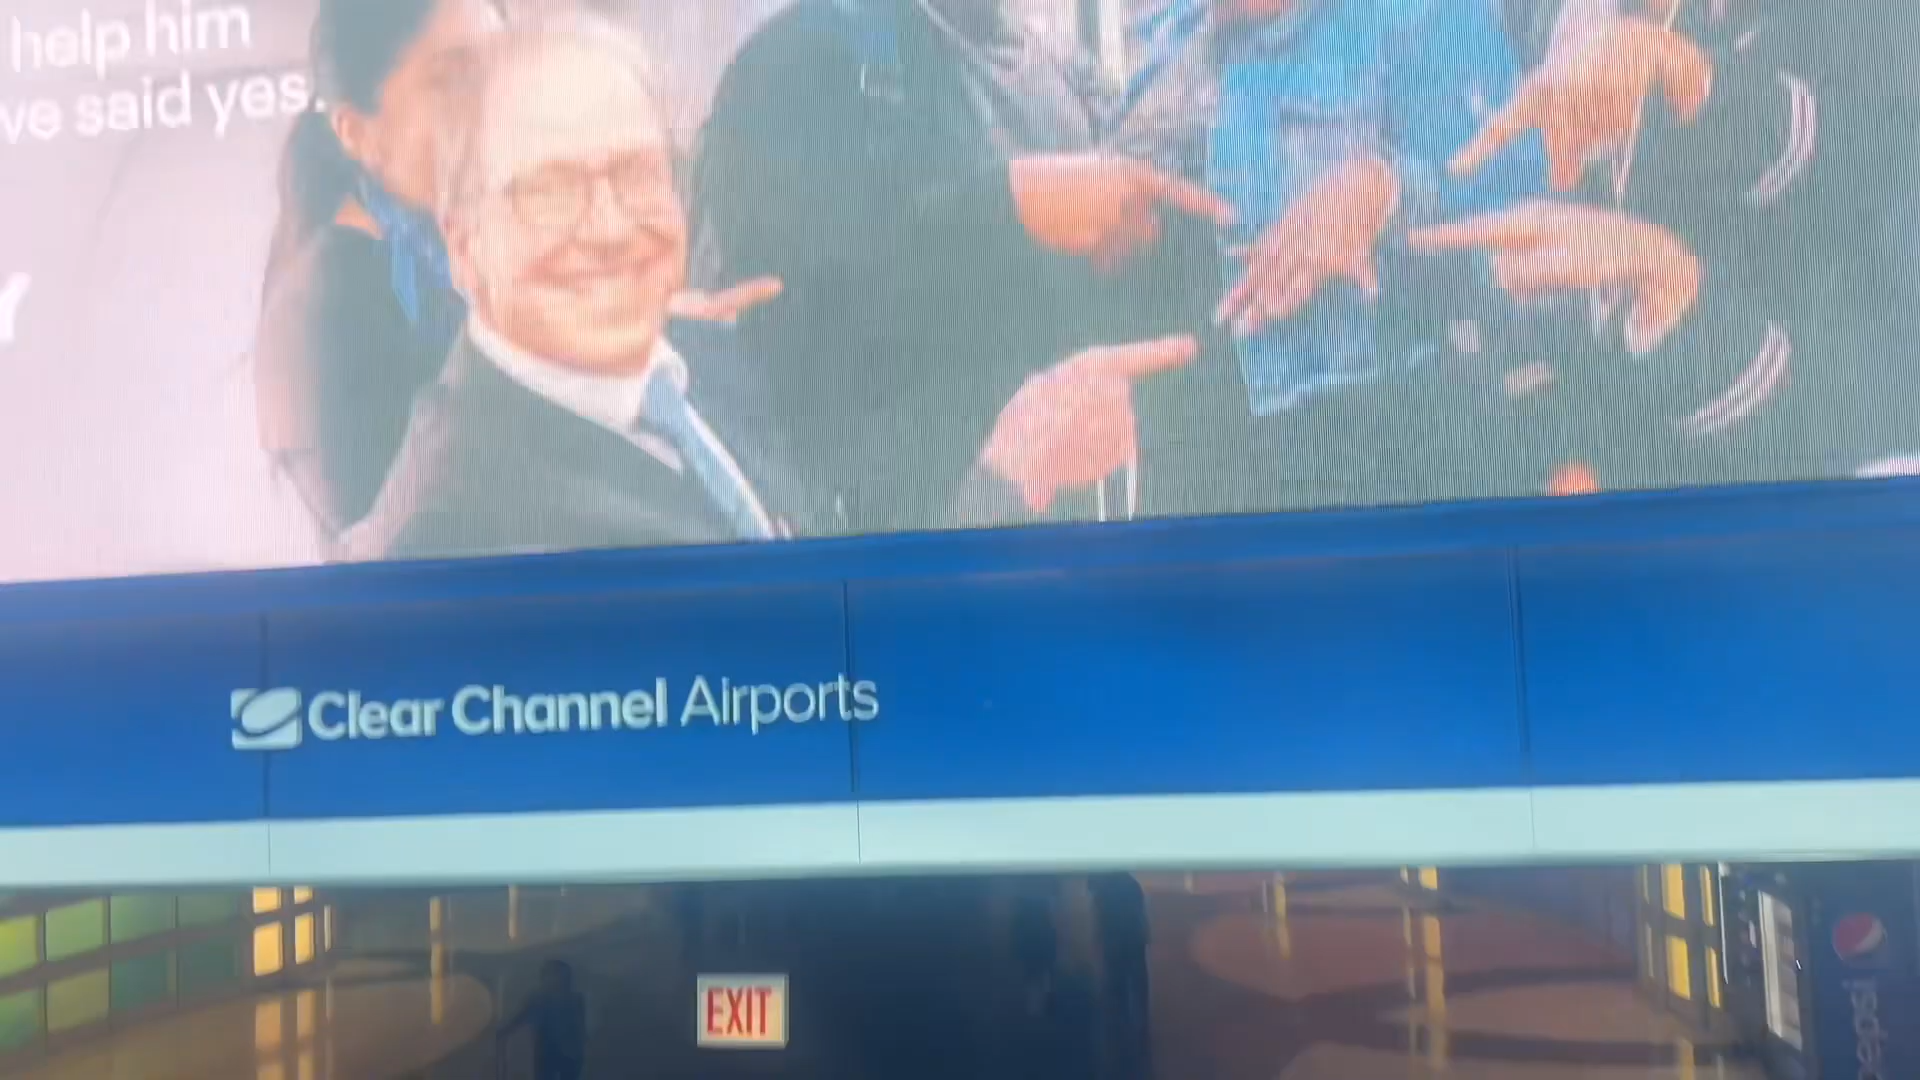 help him
ve said yes.
Y
Clear Channel Airports
EXIT
pepsi